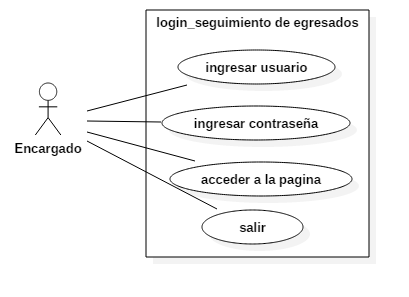 login_seguimiento de egresados
ingresar usuario
ingresar contraseña
Encargado
acceder a la pagina
salir